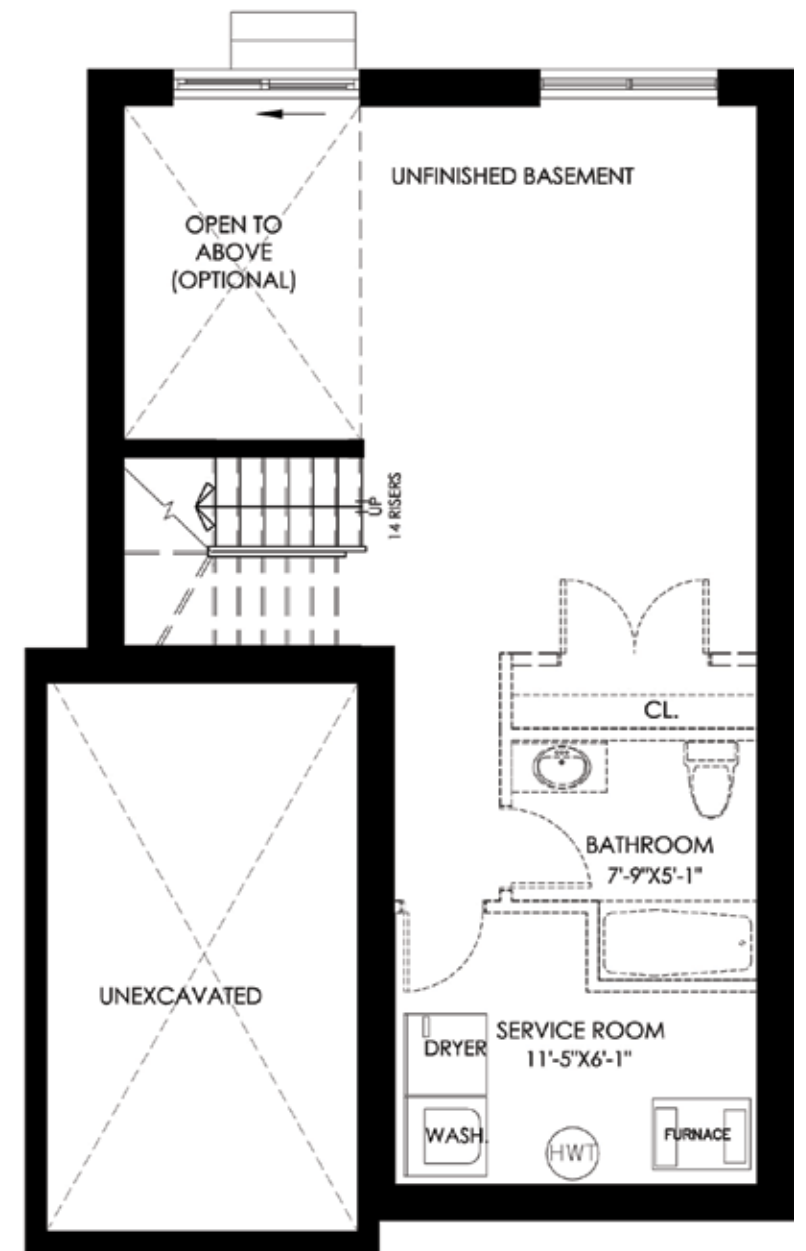 UNFINISHED BASEMENT
OPEN TO
ABOVE
(OPTIONAL)
UP
14 RISERS
CL.
BATHROOM
7'-9"X5'-1"
UNEXCAVATED
SERVICE ROOM
11'-5"X6'-1"
DRYER
WASH.
HWT
FURNACE